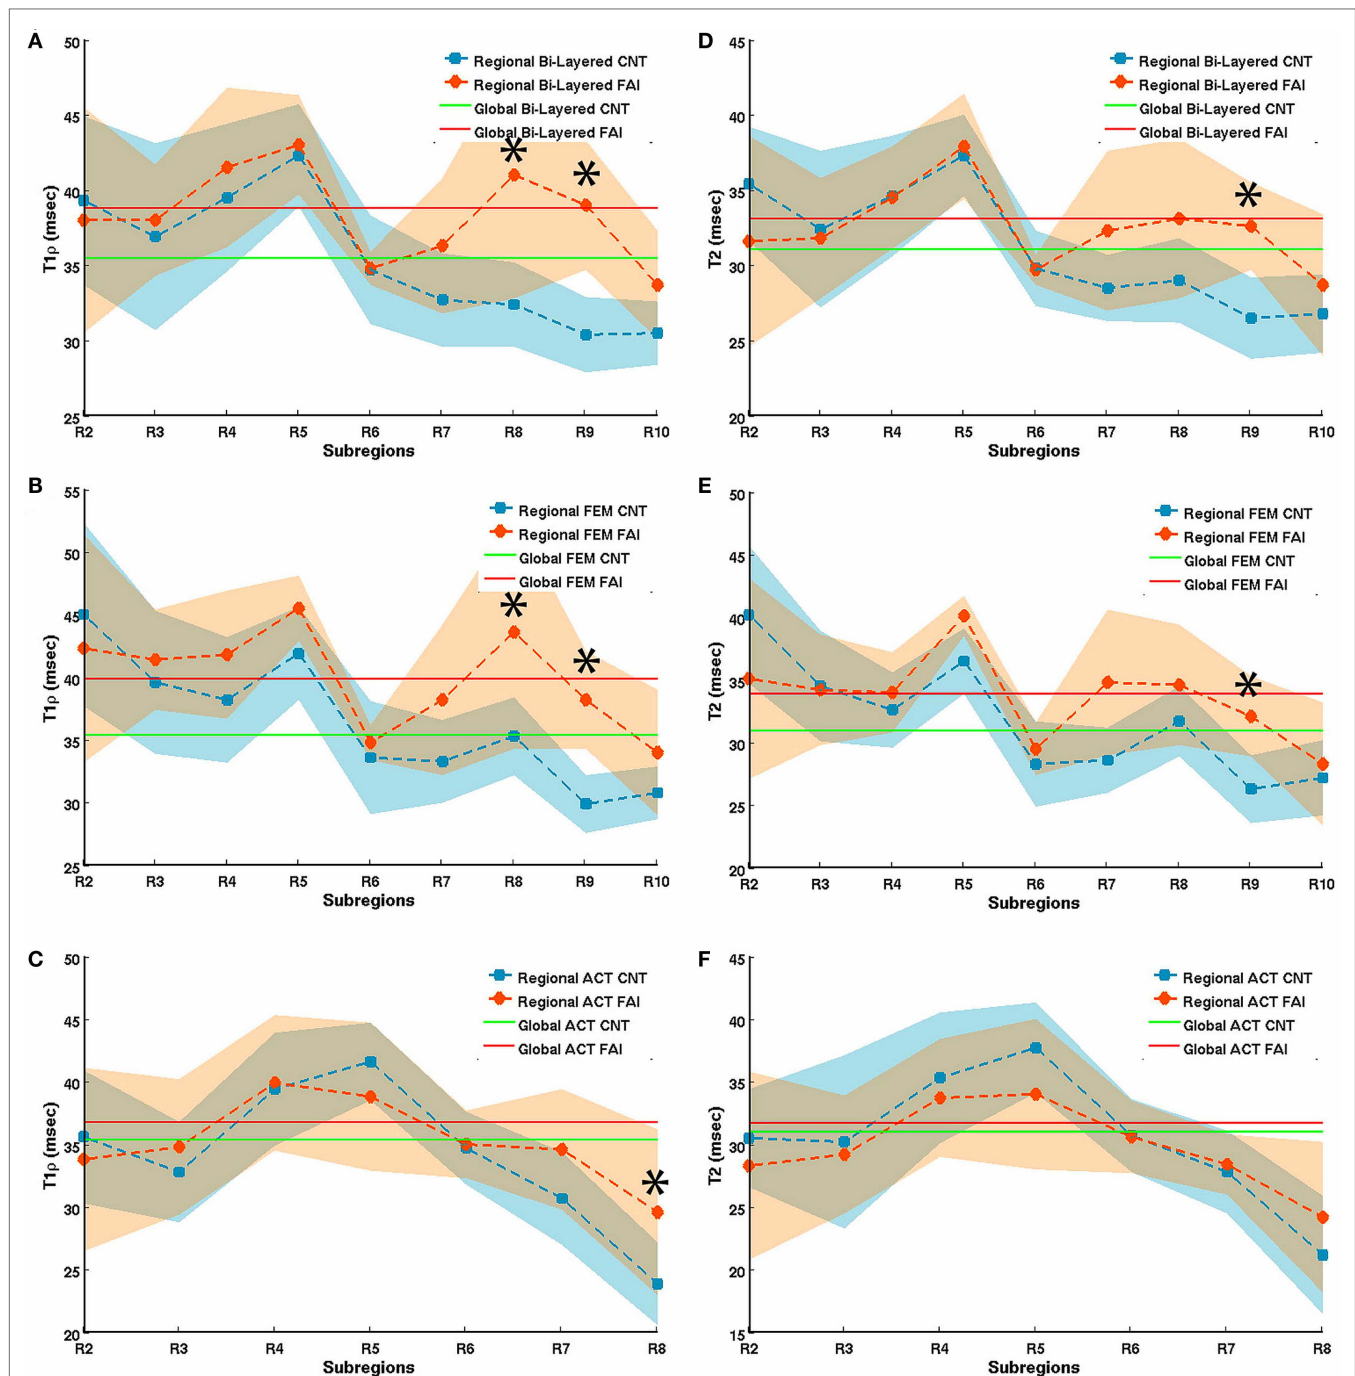 A
50
45
40
35
30
25
T1ρ (msec)
Regional Bi-Layered CNT
Regional Bi-Layered FAI
Global Bi-Layered CNT
Global Bi-Layered FAI
*
*
R2 R3 R4 R5 R6 R7 R8 R9 R10
Subregions
D
45
40
35
30
25
20
T2 (msec)
Regional Bi-Layered CNT
Regional Bi-Layered FAI
Global Bi-Layered CNT
Global Bi-Layered FAI
*
R2 R3 R4 R5 R6 R7 R8 R9 R10
Subregions
B
55
50
45
40
35
30
25
T1ρ (msec)
Regional FEM CNT
Regional FEM FAI
Global FEM CNT
Global FEM FAI
*
*
R2 R3 R4 R5 R6 R7 R8 R9 R10
Subregions
E
50
45
40
35
30
25
20
T2 (msec)
Regional FEM CNT
Regional FEM FAI
Global FEM CNT
Global FEM FAI
*
R2 R3 R4 R5 R6 R7 R8 R9 R10
Subregions
C
50
45
40
35
30
25
20
T1ρ (msec)
Regional ACT CNT
Regional ACT FAI
Global ACT CNT
Global ACT FAI
*
R2 R3 R4 R5 R6 R7 R8
Subregions
F
45
40
35
30
25
20
15
T2 (msec)
Regional ACT CNT
Regional ACT FAI
Global ACT CNT
Global ACT FAI
R2 R3 R4 R5 R6 R7 R8
Subregions